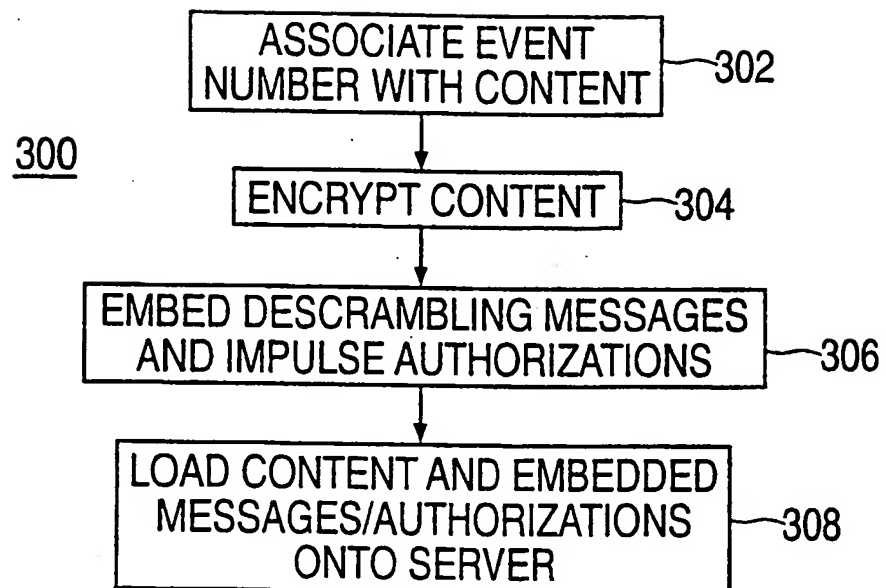 ASSOCIATE EVENT
NUMBER WITH CONTENT
302
300
ENCRYPT CONTENT
304
EMBED DESCRAMBLING MESSAGES
AND IMPULSE AUTHORIZATIONS
306
LOAD CONTENT AND EMBEDDED
MESSAGES/AUTHORIZATIONS
ONTO SERVER
308